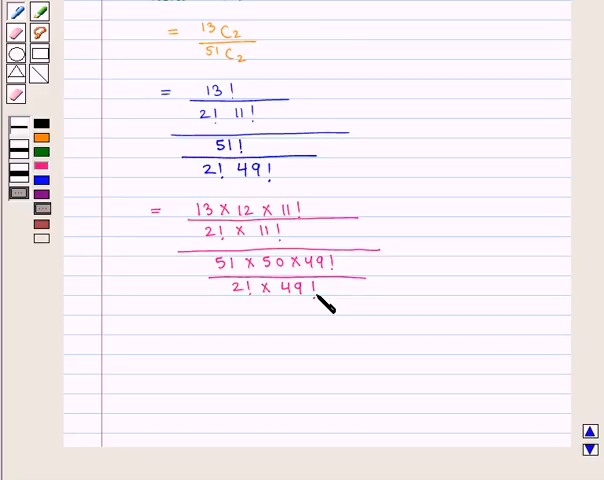 = ¹³C₂
⁵¹C₂
= 13!
2! 11!
51!
2! 49!
= 13 × 12 × 11!
2! × 11!
51 × 50 × 49!
2! × 49!